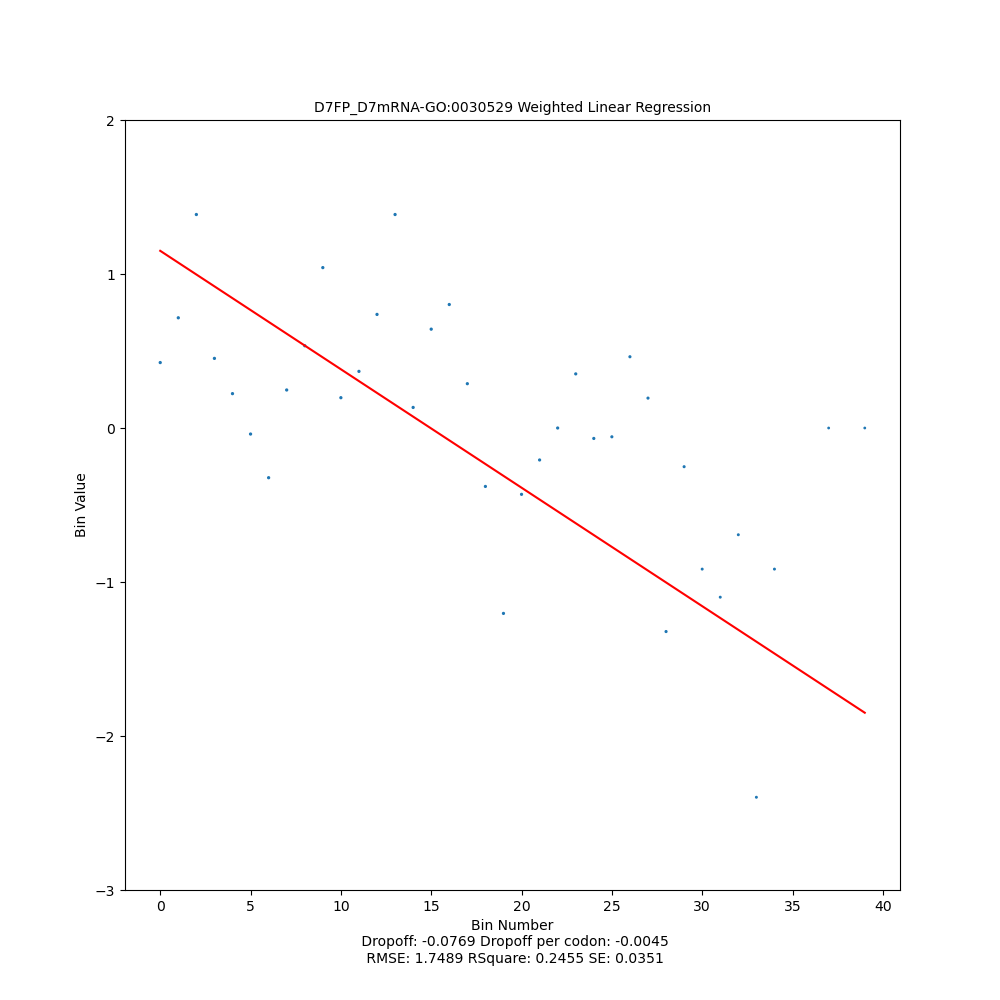 D7FP_D7mRNA-GO:0030529 Weighted Linear Regression
2
1
0
−1
−2
−3
Bin Value
0 5 10 15 20 25 30 35 40
Bin Number
Dropoff: -0.0769 Dropoff per codon: -0.0045
RMSE: 1.7489 RSquare: 0.2455 SE: 0.0351